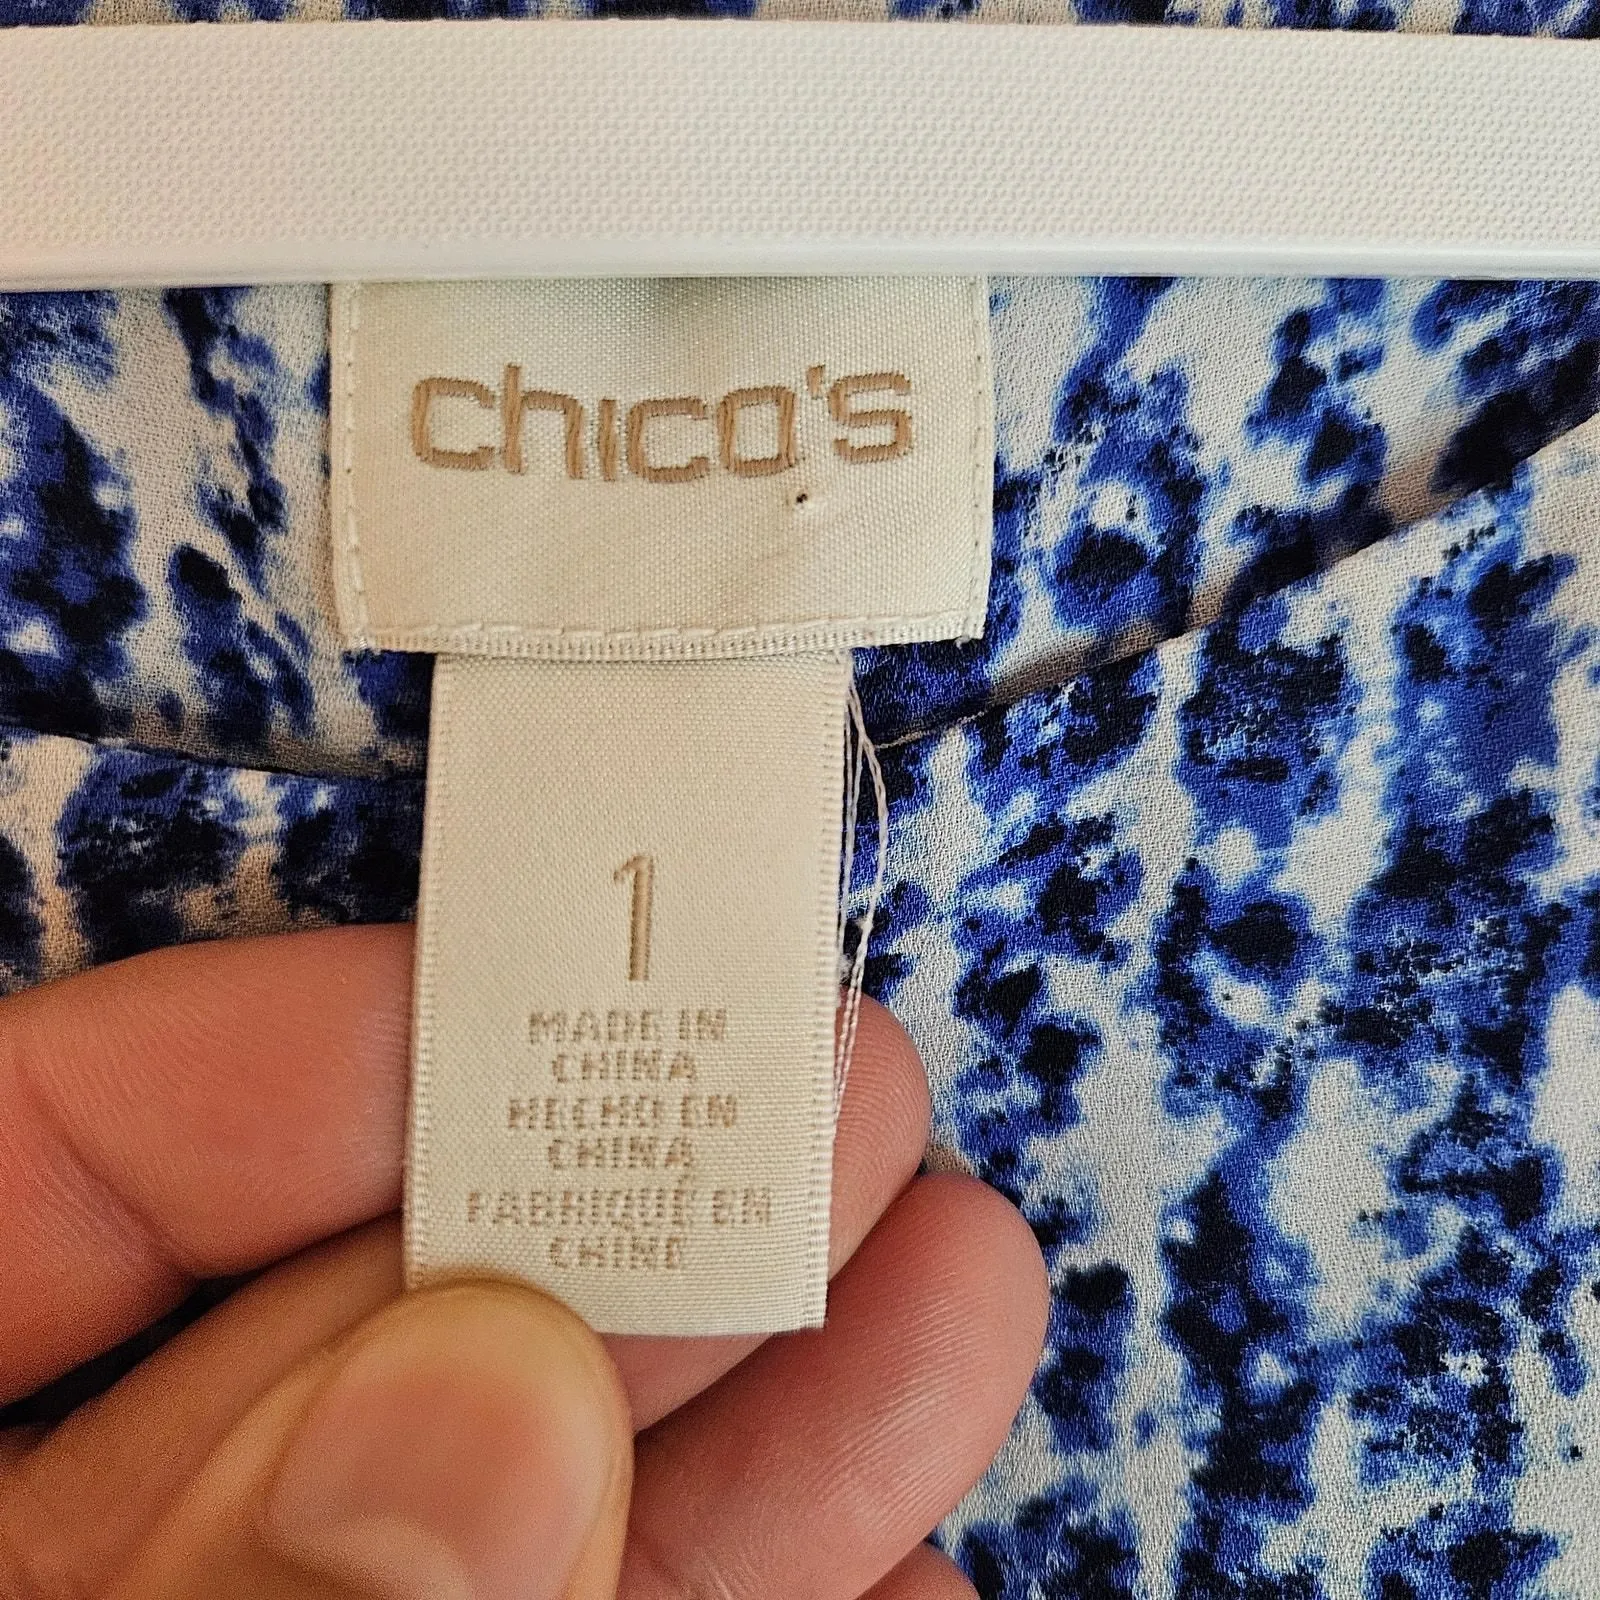 chico's
1
MADE IN
CHINA
HECHO EN
CHINA
FABRIQUÉ EN
CHINE